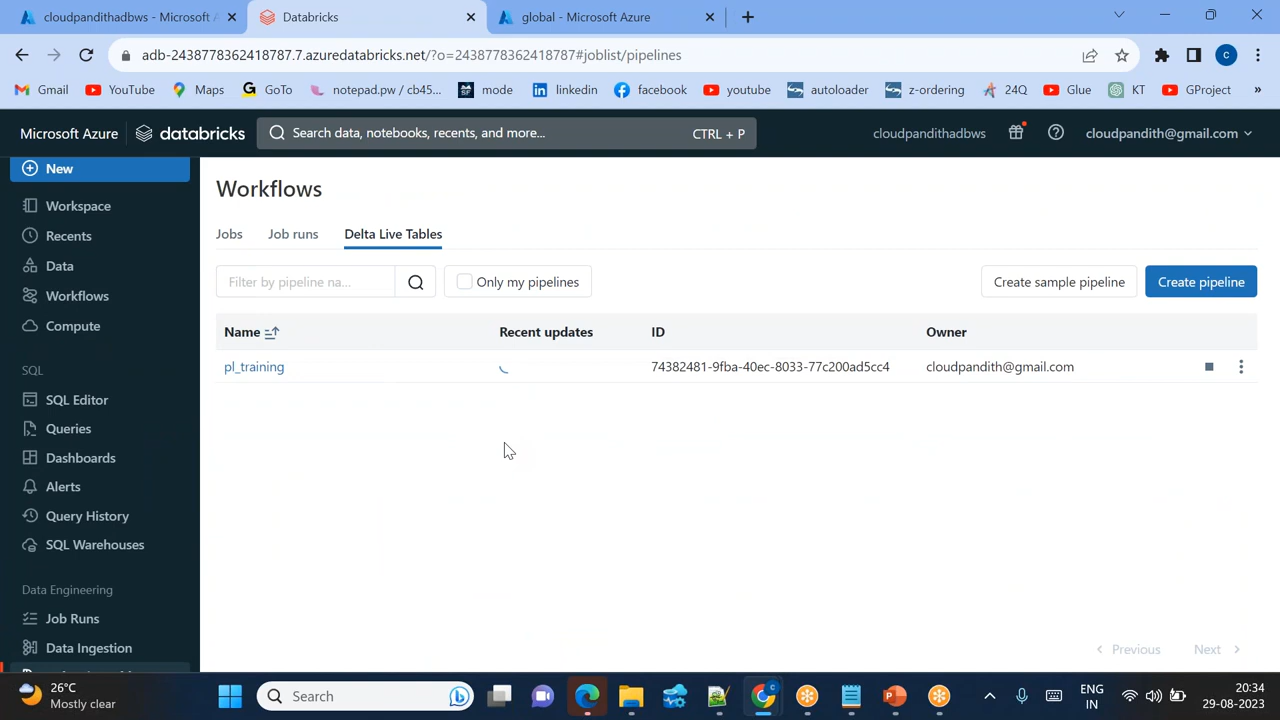 cloudpandithadbws - Microsoft A
Databricks
global - Microsoft Azure
adb-2438778362418787.7.azuredatabricks.net/?o=2438778362418787#joblist/pipelines
Gmail YouTube Maps GoTo notepad.pw / cb45... mode linkedin facebook youtube autoloader z-ordering 24Q Glue KT GProject »
Microsoft Azure databricks Search data, notebooks, recents, and more... CTRL + P cloudpandithadbws cloudpandith@gmail.com
New
Workspace
Recents
Data
Workflows
Compute
SQL
SQL Editor
Queries
Dashboards
Alerts
Query History
SQL Warehouses
Data Engineering
Job Runs
Data Ingestion
Workflows
Jobs Job runs Delta Live Tables
Filter by pipeline na... Only my pipelines Create sample pipeline Create pipeline
Name Recent updates ID Owner
pl_training 74382481-9fba-40ec-8033-77c200ad5cc4 cloudpandith@gmail.com
Previous Next
26°C
Mostly clear
Search
ENG
IN
20:34
29-08-2023